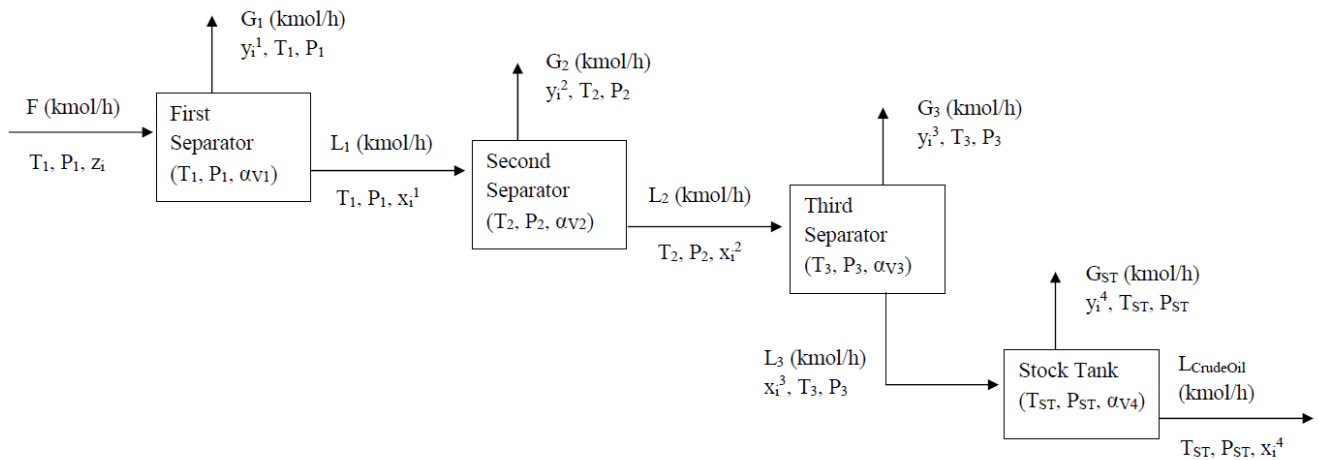 G₁ (kmol/h)
yᵢ¹, T₁, P₁
F (kmol/h)
T₁, P₁, zᵢ
First
Separator
(T₁, P₁, αV1)
L₁ (kmol/h)
T₁, P₁, xᵢ¹
G₂ (kmol/h)
yᵢ², T₂, P₂
Second
Separator
(T₂, P₂, αV2)
L₂ (kmol/h)
T₂, P₂, xᵢ²
G₃ (kmol/h)
yᵢ³, T₃, P₃
Third
Separator
(T₃, P₃, αV3)
L₃ (kmol/h)
xᵢ³, T₃, P₃
GST (kmol/h)
yᵢ⁴, TST, PST
Stock Tank
(TST, PST, αV4)
LCrudeOil
(kmol/h)
TST, PST, xᵢ⁴